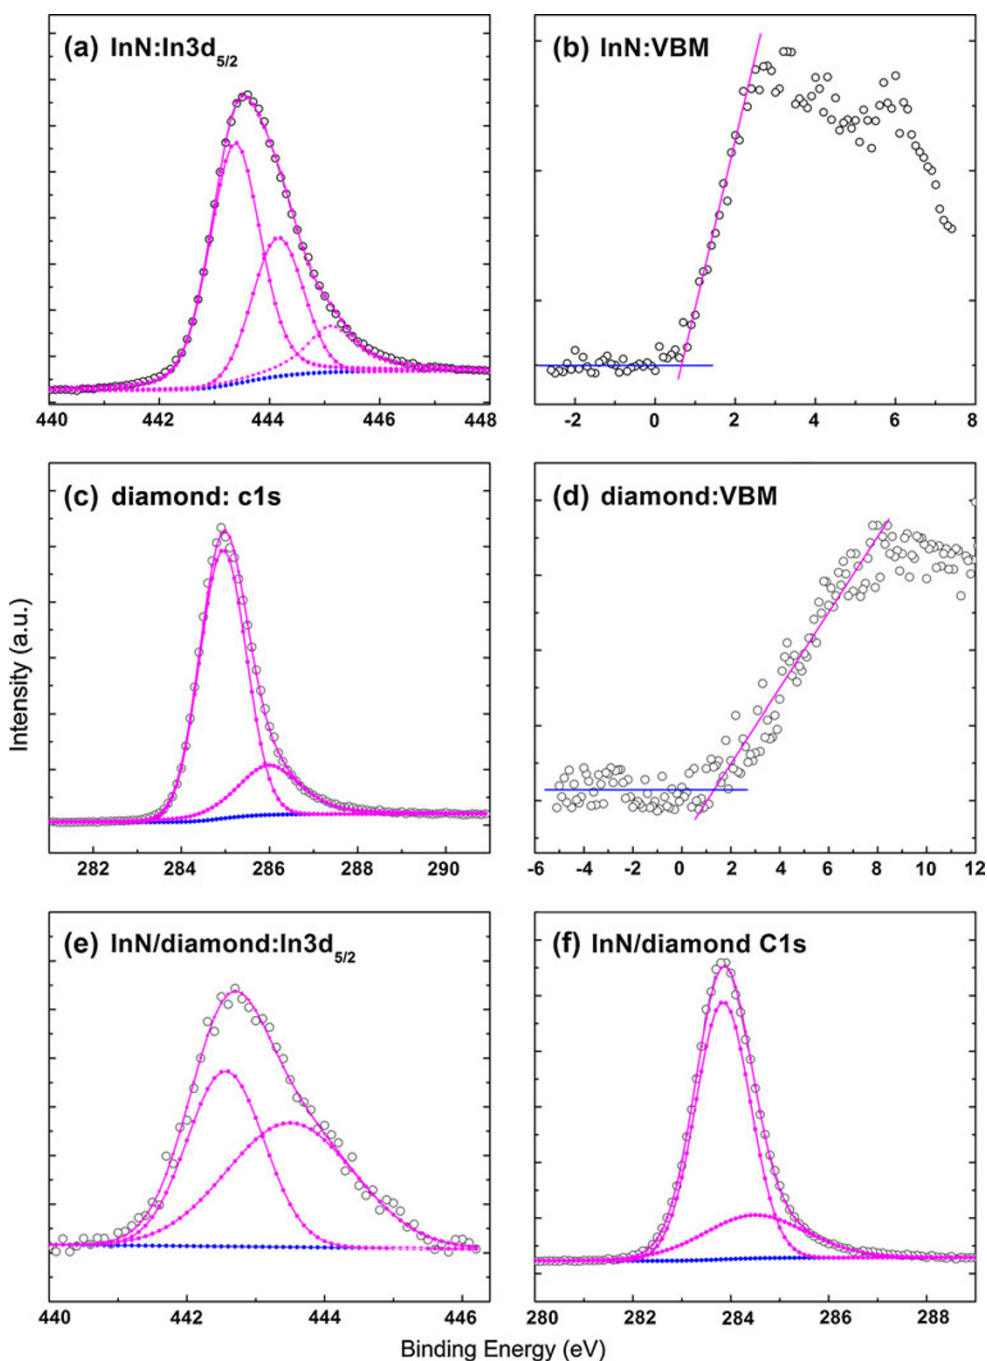 (a) InN:In3d5/2
440 442 444 446 448
(b) InN:VBM
-2 0 2 4 6 8
(c) diamond: c1s
282 284 286 288 290
(d) diamond:VBM
-6 -4 -2 0 2 4 6 8 10 12
(e) InN/diamond:In3d5/2
440 442 444 446
(f) InN/diamond C1s
280 282 284 286 288
Intensity (a.u.)
Binding Energy (eV)